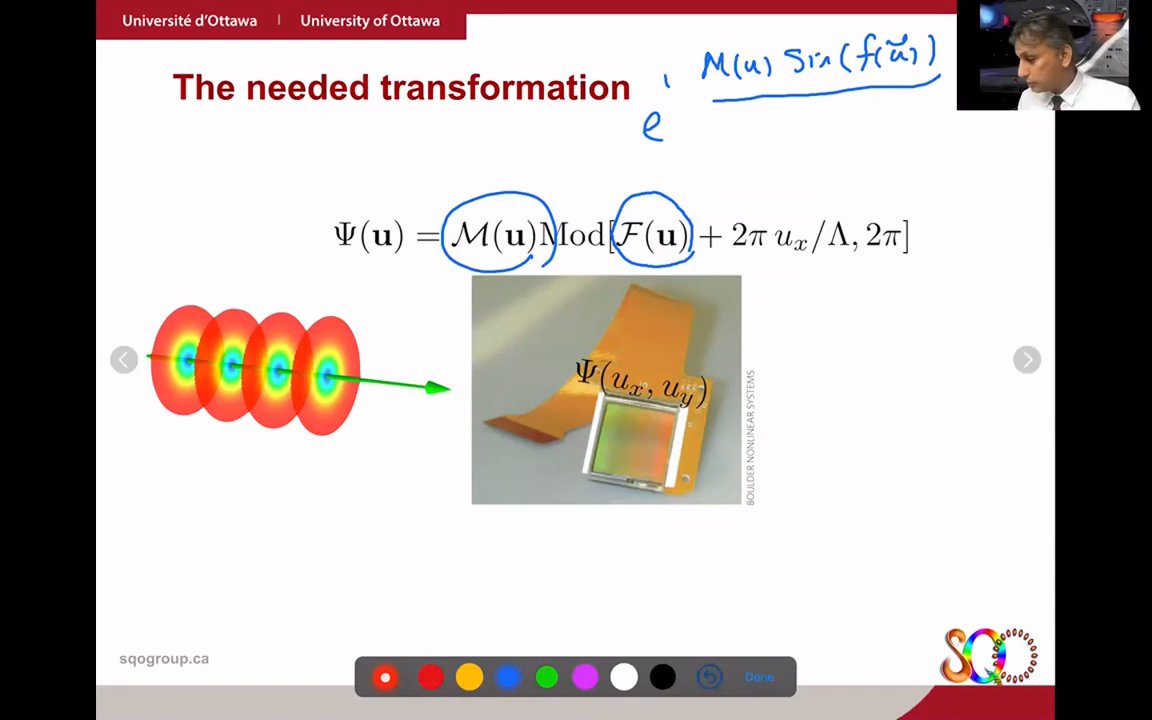 Université d'Ottawa | University of Ottawa
The needed transformation
e^i M(u) Sin(f(ũ))
Ψ(u) = ℳ(u)Mod[ℱ(u) + 2π u_x/Λ, 2π]
Ψ(u_x, u_y)
BOULDER NONLINEAR SYSTEMS
sqogroup.ca
SQO
Done